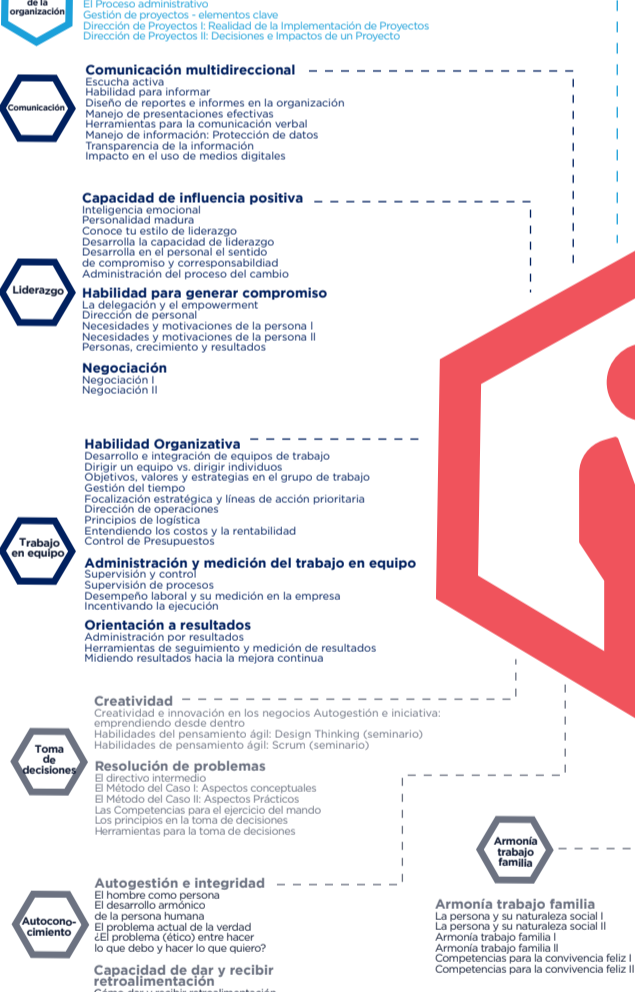 de la
organización
El Proceso administrativo
Gestión de proyectos - elementos clave
Dirección de Proyectos I: Realidad de la Implementación de Proyectos
Dirección de Proyectos II: Decisiones e Impactos de un Proyecto
Comunicación
Comunicación multidireccional
Escucha activa
Habilidad para informar
Diseño de reportes e informes en la organización
Manejo de presentaciones efectivas
Herramientas para la comunicación verbal
Manejo de información: Protección de datos
Transparencia de la información
Impacto en el uso de medios digitales
Liderazgo
Capacidad de influencia positiva
Inteligencia emocional
Personalidad madura
Conoce tu estilo de liderazgo
Desarrolla la capacidad de liderazgo
Desarrolla en el personal el sentido
de compromiso y corresponsabildiad
Administración del proceso del cambio
Habilidad para generar compromiso
La delegación y el empowerment
Dirección de personal
Necesidades y motivaciones de la persona I
Necesidades y motivaciones de la persona II
Personas, crecimiento y resultados
Negociación
Negociación I
Negociación II
Trabajo
en equipo
Habilidad Organizativa
Desarrollo e integración de equipos de trabajo
Dirigir un equipo vs. dirigir individuos
Objetivos, valores y estrategias en el grupo de trabajo
Gestión del tiempo
Focalización estratégica y líneas de acción prioritaria
Dirección de operaciones
Principios de logística
Entendiendo los costos y la rentabilidad
Control de Presupuestos
Administración y medición del trabajo en equipo
Supervisión y control
Supervisión de procesos
Desempeño laboral y su medición en la empresa
Incentivando la ejecución
Orientación a resultados
Administración por resultados
Herramientas de seguimiento y medición de resultados
Midiendo resultados hacia la mejora continua
Toma
de
decisiones
Creatividad
Creatividad e innovación en los negocios Autogestión e iniciativa:
emprendiendo desde dentro
Habilidades del pensamiento ágil: Design Thinking (seminario)
Habilidades de pensamiento ágil: Scrum (seminario)
Resolución de problemas
El directivo intermedio
El Método del Caso I: Aspectos conceptuales
El Método del Caso II: Aspectos Prácticos
Las Competencias para el ejercicio del mando
Los principios en la toma de decisiones
Herramientas para la toma de decisiones
Autocono-
cimiento
Autogestión e integridad
El hombre como persona
El desarrollo armónico
de la persona humana
El problema actual de la verdad
¿El problema (ético) entre hacer
lo que debo y hacer lo que quiero?
Capacidad de dar y recibir
retroalimentación
Cómo dar y recibir retroalimentación
Armonía
trabajo
familia
Armonía trabajo familia
La persona y su naturaleza social I
La persona y su naturaleza social II
Armonía trabajo familia I
Armonía trabajo familia II
Competencias para la convivencia feliz I
Competencias para la convivencia feliz II